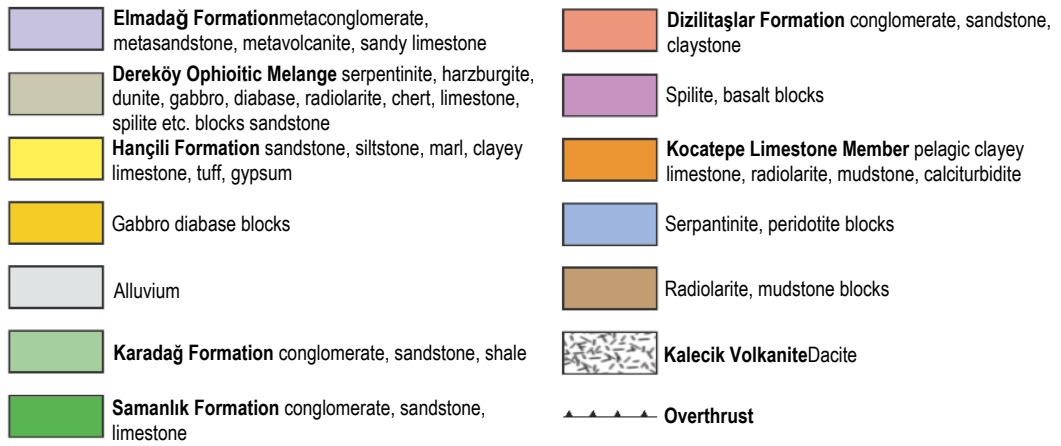 Elmadağ Formationmetaconglomerate,
metasandstone, metavolcanite, sandy limestone
Dereköy Ophioitic Melange serpentinite, harzburgite,
dunite, gabbro, diabase, radiolarite, chert, limestone,
spilite etc. blocks sandstone
Hançili Formation sandstone, siltstone, marl, clayey
limestone, tuff, gypsum
Gabbro diabase blocks
Alluvium
Karadağ Formation conglomerate, sandstone, shale
Samanlık Formation conglomerate, sandstone,
limestone
Dizilitaşlar Formation conglomerate, sandstone,
claystone
Spilite, basalt blocks
Kocatepe Limestone Member pelagic clayey
limestone, radiolarite, mudstone, calciturbidite
Serpantinite, peridotite blocks
Radiolarite, mudstone blocks
Kalecik VolkaniteDacite
Overthrust